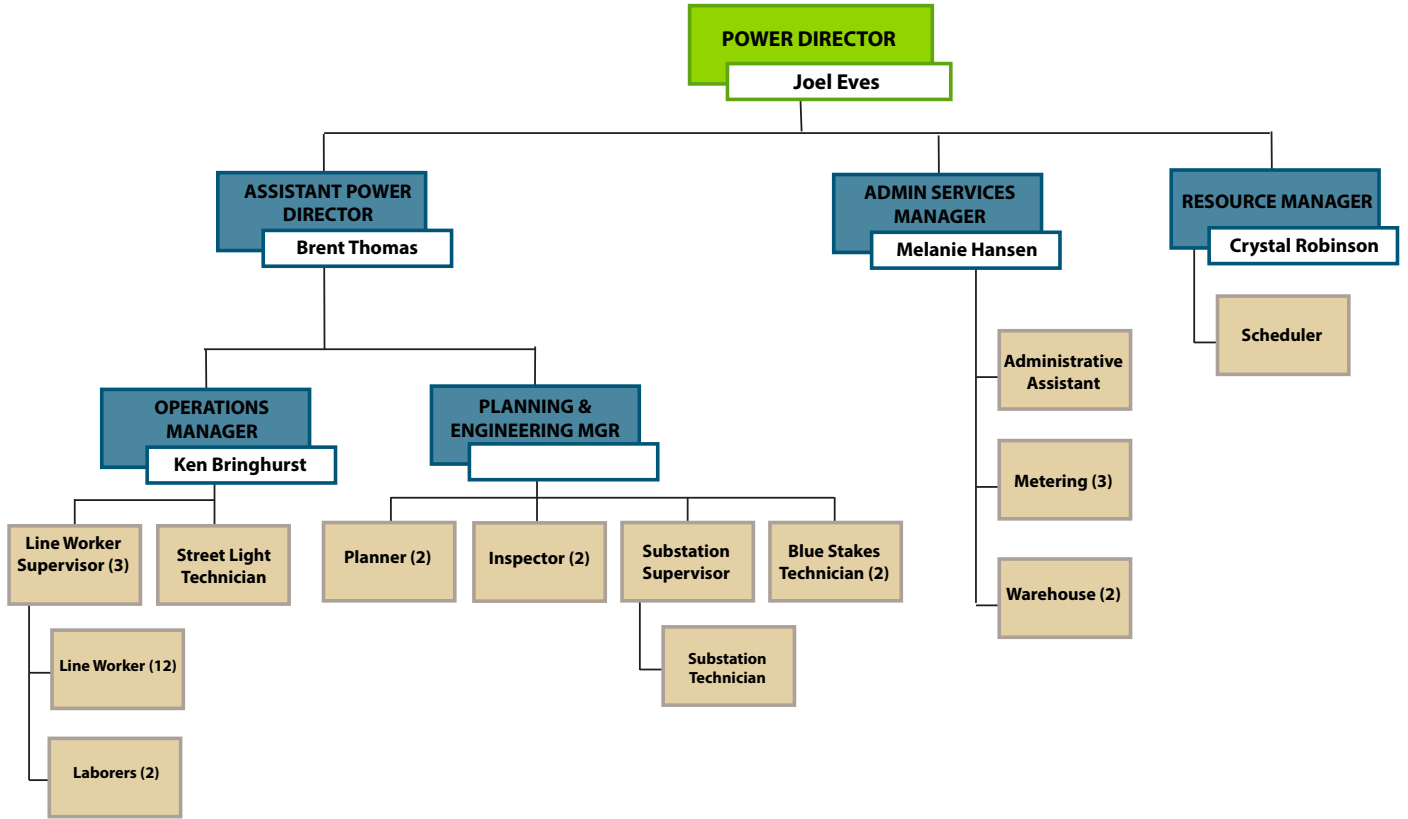 POWER DIRECTOR
Joel Eves
ASSISTANT POWER
DIRECTOR
Brent Thomas
ADMIN SERVICES
MANAGER
Melanie Hansen
RESOURCE MANAGER
Crystal Robinson
Scheduler
Administrative
Assistant
Metering (3)
Warehouse (2)
OPERATIONS
MANAGER
Ken Bringhurst
PLANNING &
ENGINEERING MGR
Line Worker
Supervisor (3)
Street Light
Technician
Planner (2)
Inspector (2)
Substation
Supervisor
Blue Stakes
Technician (2)
Line Worker (12)
Substation
Technician
Laborers (2)